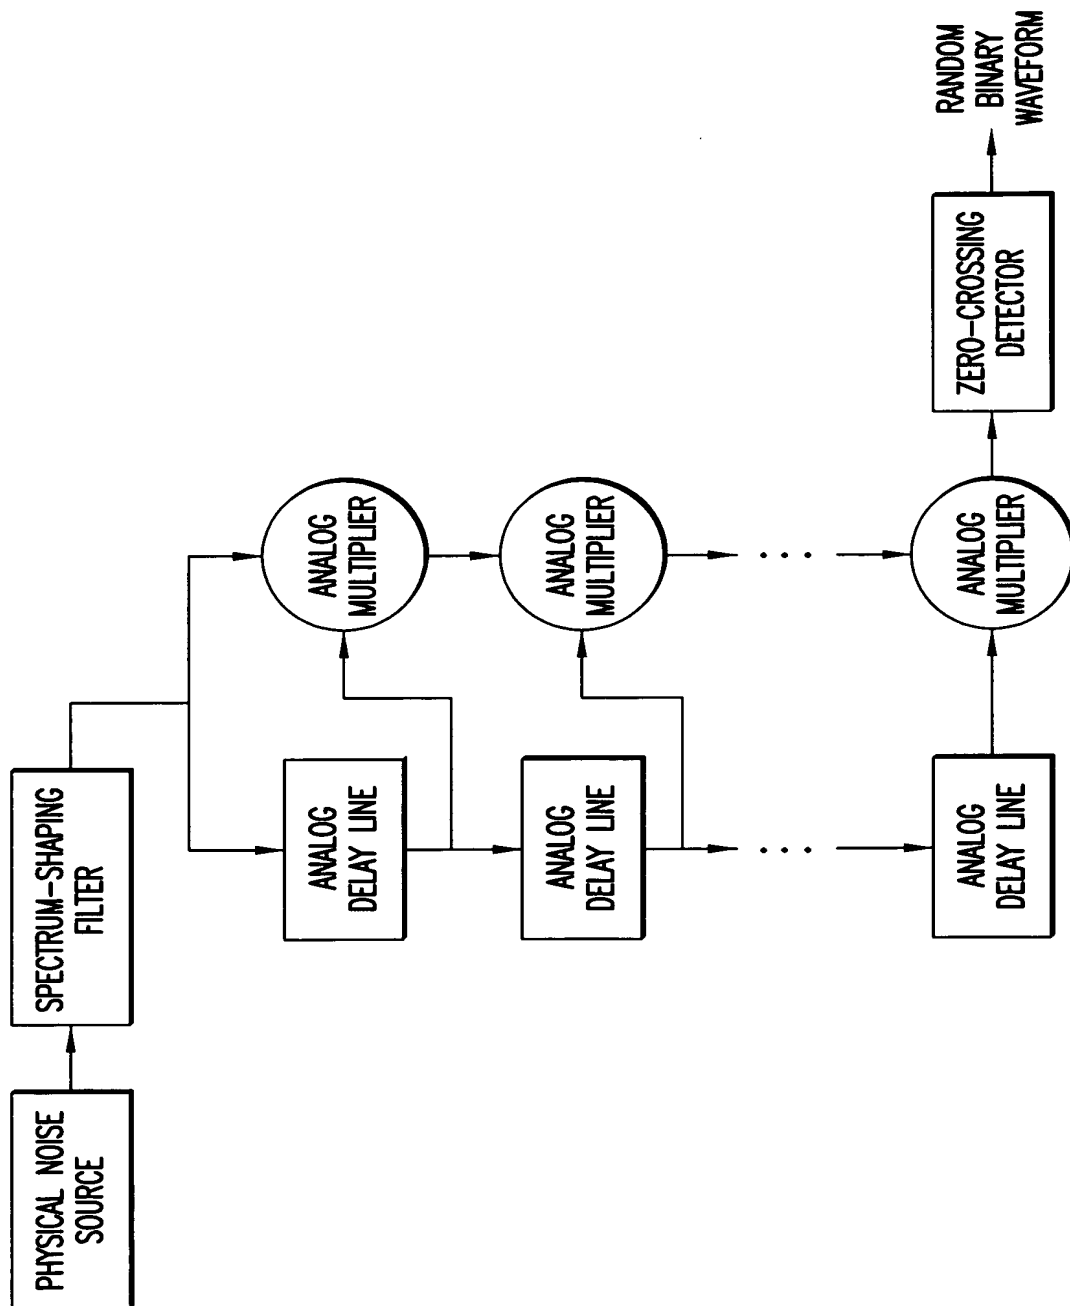 PHYSICAL NOISE
SOURCE
SPECTRUM-SHAPING
FILTER
ANALOG
DELAY LINE
ANALOG
MULTIPLIER
ANALOG
DELAY LINE
ANALOG
MULTIPLIER
...
...
ANALOG
DELAY LINE
ANALOG
MULTIPLIER
ZERO-CROSSING
DETECTOR
RANDOM
BINARY
WAVEFORM